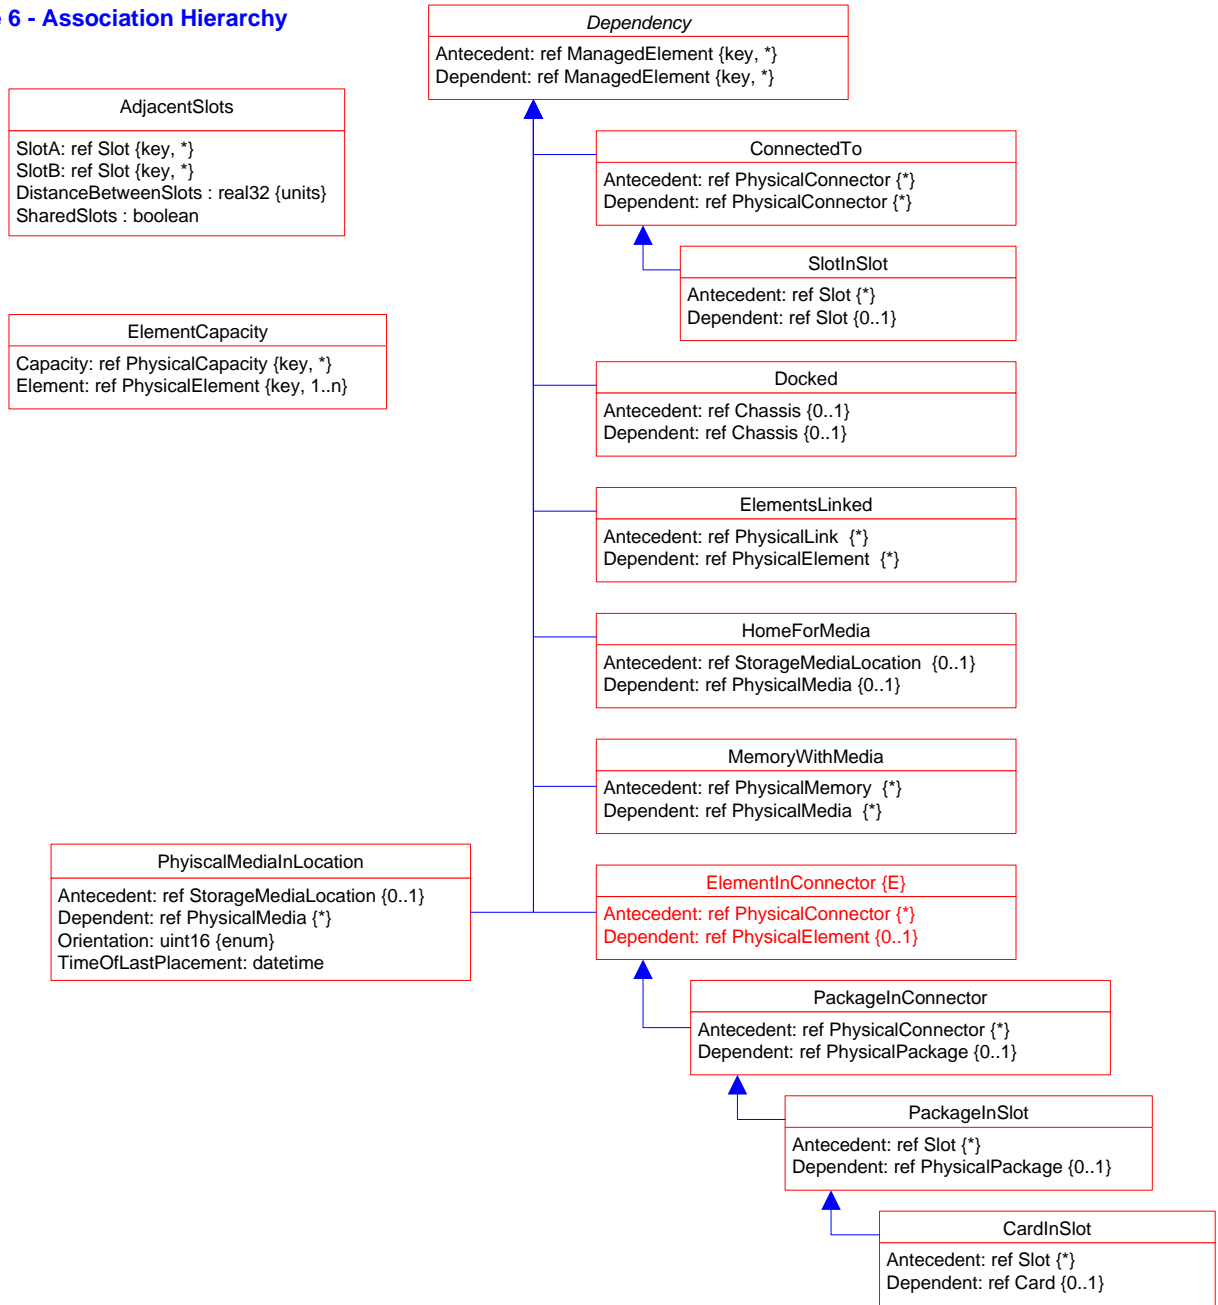 e 6 - Association Hierarchy
Dependency
Antecedent: ref ManagedElement {key, *}
Dependent: ref ManagedElement {key, *}
AdjacentSlots
SlotA: ref Slot {key, *}
SlotB: ref Slot {key, *}
DistanceBetweenSlots : real32 {units}
SharedSlots : boolean
ConnectedTo
Antecedent: ref PhysicalConnector {*}
Dependent: ref PhysicalConnector {*}
SlotInSlot
Antecedent: ref Slot {*}
Dependent: ref Slot {0..1}
ElementCapacity
Capacity: ref PhysicalCapacity {key, *}
Element: ref PhysicalElement {key, 1..n}
Docked
Antecedent: ref Chassis {0..1}
Dependent: ref Chassis {0..1}
ElementsLinked
Antecedent: ref PhysicalLink {*}
Dependent: ref PhysicalElement {*}
HomeForMedia
Antecedent: ref StorageMediaLocation {0..1}
Dependent: ref PhysicalMedia {0..1}
MemoryWithMedia
Antecedent: ref PhysicalMemory {*}
Dependent: ref PhysicalMedia {*}
PhyiscalMediaInLocation
Antecedent: ref StorageMediaLocation {0..1}
Dependent: ref PhysicalMedia {*}
Orientation: uint16 {enum}
TimeOfLastPlacement: datetime
ElementInConnector {E}
Antecedent: ref PhysicalConnector {*}
Dependent: ref PhysicalElement {0..1}
PackageInConnector
Antecedent: ref PhysicalConnector {*}
Dependent: ref PhysicalPackage {0..1}
PackageInSlot
Antecedent: ref Slot {*}
Dependent: ref PhysicalPackage {0..1}
CardInSlot
Antecedent: ref Slot {*}
Dependent: ref Card {0..1}